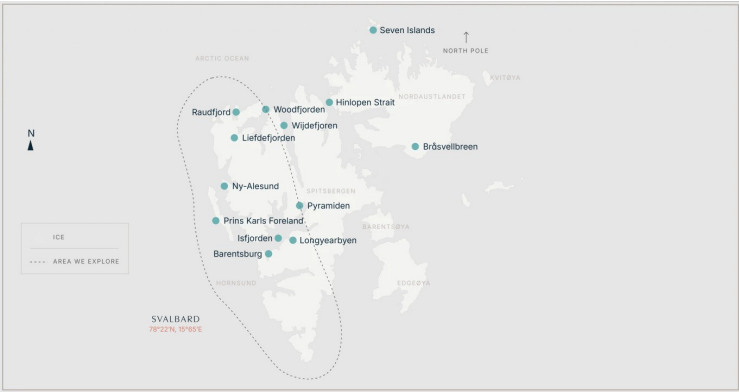 Seven Islands
NORTH POLE
ARCTIC OCEAN
KVITØYA
NORDAUSTLANDET
Hinlopen Strait
Woodfjorden
Raudfjord
Wijdefjoren
N
Liefdefjorden
Bråsvellbreen
Ny-Alesund
SPITSBERGEN
Pyramiden
Prins Karls Foreland
BARENTSØYA
ICE
Isfjorden
Longyearbyen
Barentsburg
AREA WE EXPLORE
HORNSUND
EDGEØYA
SVALBARD
78°22'N, 15°65'E